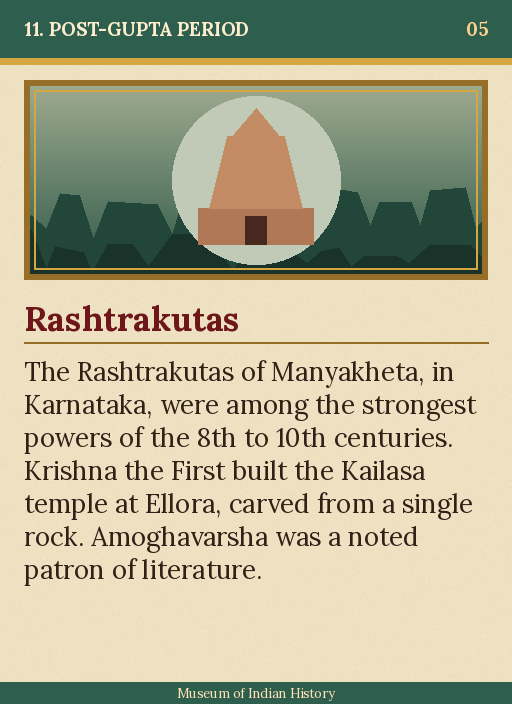 11. POST-GUPTA PERIOD 05
Rashtrakutas
The Rashtrakutas of Manyakheta, in
Karnataka, were among the strongest
powers of the 8th to 10th centuries.
Krishna the First built the Kailasa
temple at Ellora, carved from a single
rock. Amoghavarsha was a noted
patron of literature.
Museum of Indian History